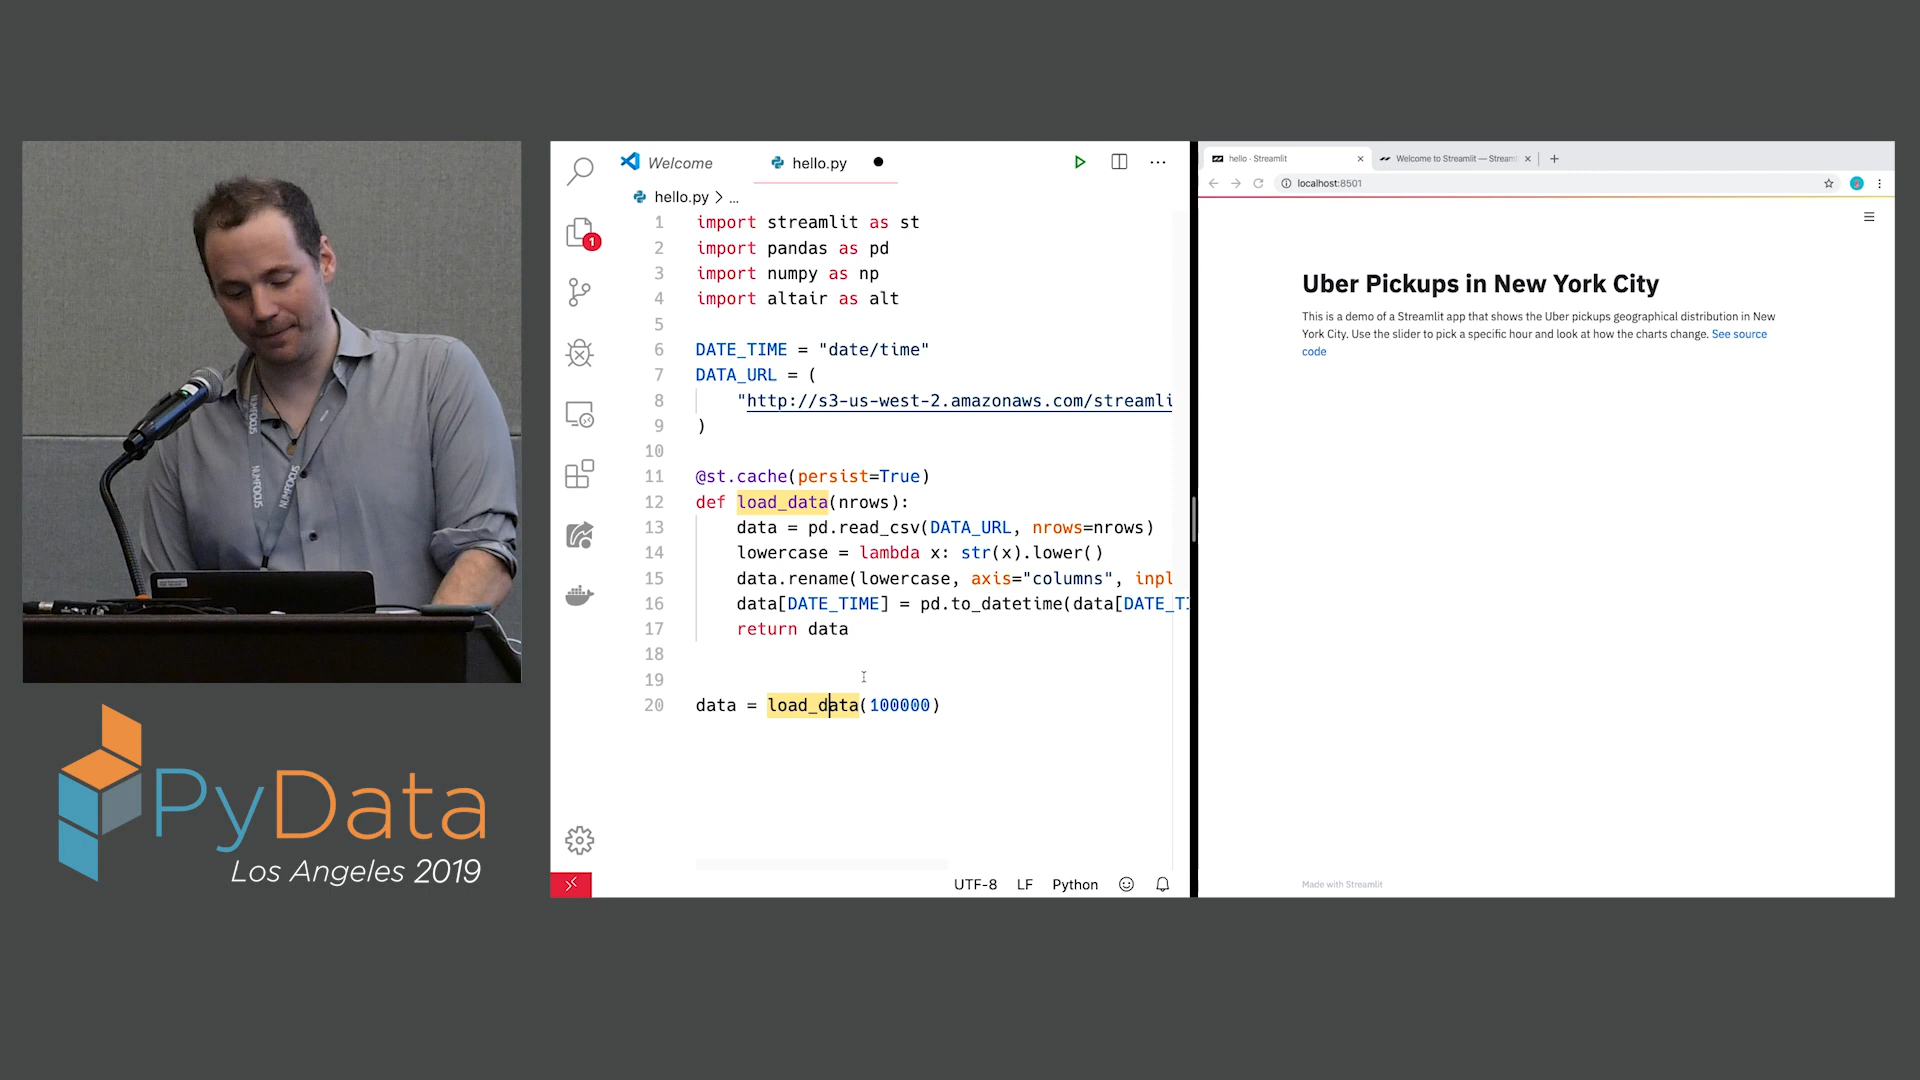 NUMFOCUS
NUMFOCUS
NUMFOCUS
PyData
Los Angeles 2019
Welcome
hello.py
1
hello.py > ...
1 import streamlit as st
2 import pandas as pd
3 import numpy as np
4 import altair as alt
5
6 DATE_TIME = "date/time"
7 DATA_URL = (
8 "http://s3-us-west-2.amazonaws.com/streamli
9 )
10
11 @st.cache(persist=True)
12 def load_data(nrows):
13 data = pd.read_csv(DATA_URL, nrows=nrows)
14 lowercase = lambda x: str(x).lower()
15 data.rename(lowercase, axis="columns", inpl
16 data[DATE_TIME] = pd.to_datetime(data[DATE_TI
17 return data
18
19
20 data = load_data(100000)
UTF-8 LF Python
hello · Streamlit
Welcome to Streamlit — Stream
localhost:8501
Uber Pickups in New York City
This is a demo of a Streamlit app that shows the Uber pickups geographical distribution in New
York City. Use the slider to pick a specific hour and look at how the charts change. See source
code
Made with Streamlit